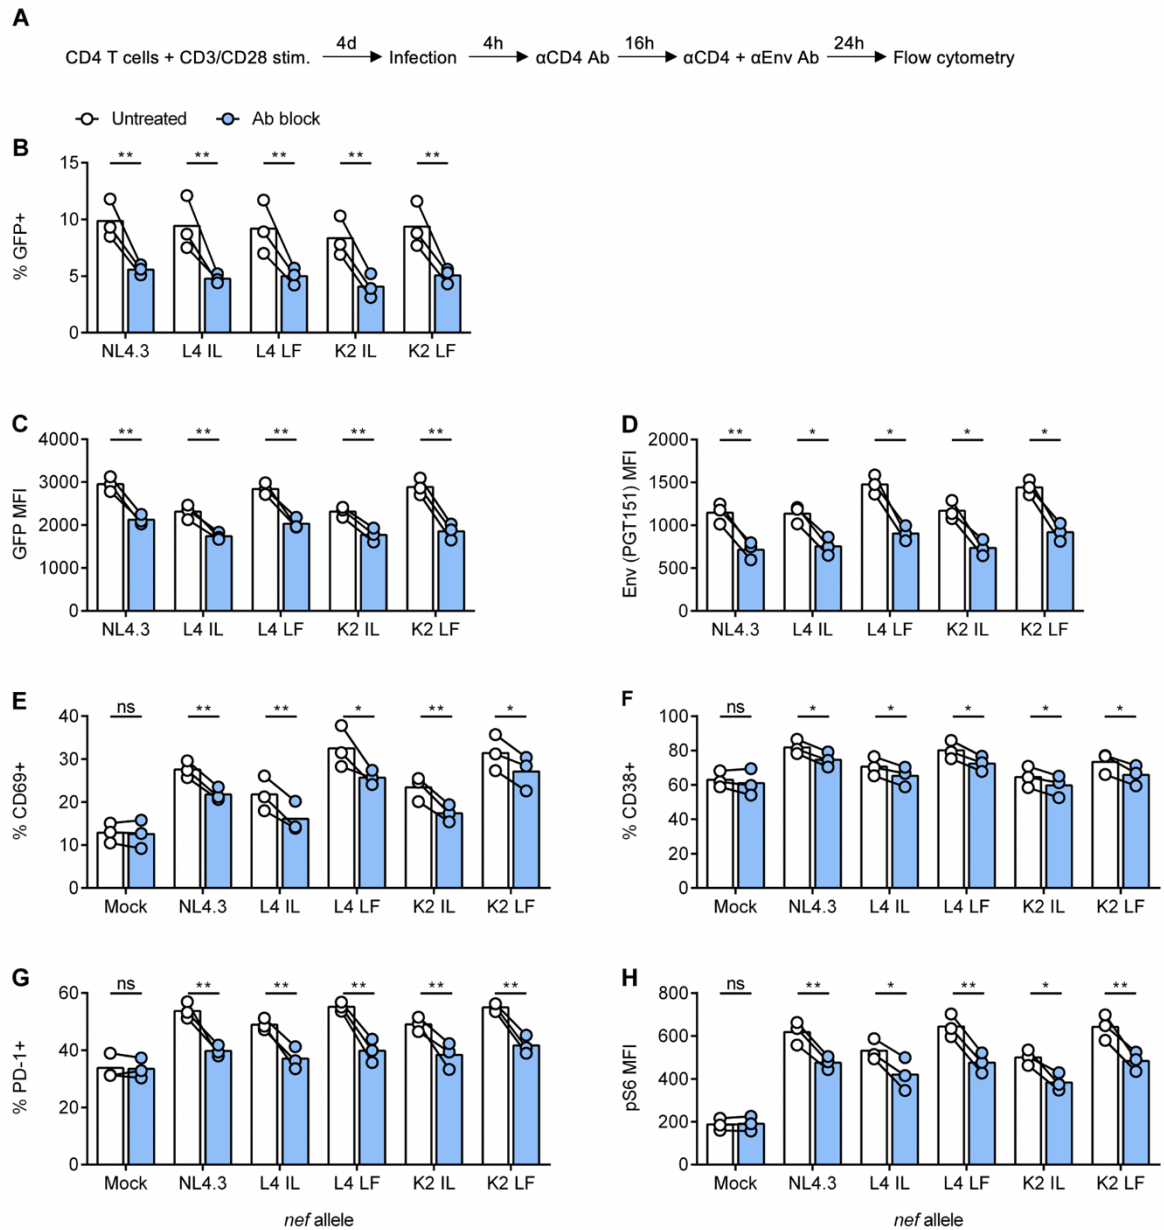 A
CD4 T cells + CD3/CD28 stim. 4d Infection 4h αCD4 Ab 16h αCD4 + αEnv Ab 24h Flow cytometry
Untreated Ab block
B
% GFP+
15
10
5
0
** ** ** ** **
NL4.3 L4 IL L4 LF K2 IL K2 LF
C
GFP MFI
4000
3000
2000
1000
0
** ** ** ** **
NL4.3 L4 IL L4 LF K2 IL K2 LF
D
Env (PGT1151) MFI
2000
1500
1000
500
0
** * * * *
NL4.3 L4 IL L4 LF K2 IL K2 LF
E
% CD69+
40
30
20
10
0
ns ** ** * ** *
Mock NL4.3 L4 IL L4 LF K2 IL K2 LF
F
% CD38+
100
80
60
40
20
0
ns * * * * *
Mock NL4.3 L4 IL L4 LF K2 IL K2 LF
G
% PD-1+
60
40
20
0
ns ** ** ** ** **
Mock NL4.3 L4 IL L4 LF K2 IL K2 LF
nef allele
H
pS6 MFI
800
600
400
200
0
ns ** * ** * **
Mock NL4.3 L4 IL L4 LF K2 IL K2 LF
nef allele